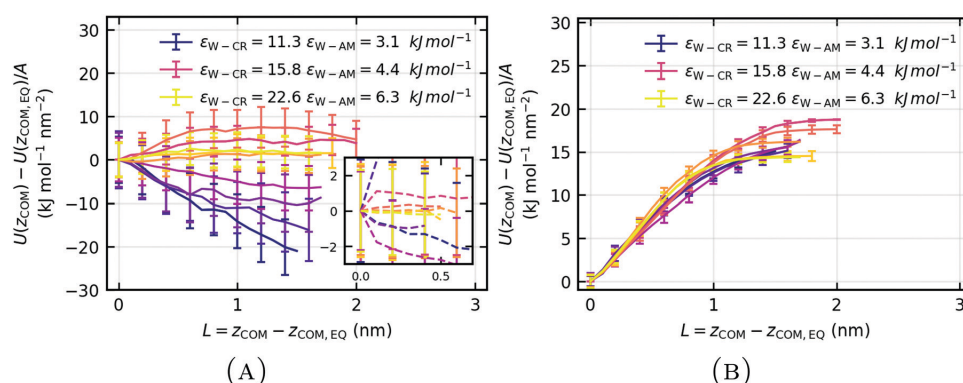 30
20
10
0
−10
−20
−30
U(z_COM) − U(z_COM, EQ)/A
(kJ mol⁻¹ nm⁻²)
ε_W−CR = 11.3 ε_W−AM = 3.1 kJ mol⁻¹
ε_W−CR = 15.8 ε_W−AM = 4.4 kJ mol⁻¹
ε_W−CR = 22.6 ε_W−AM = 6.3 kJ mol⁻¹
2
0
−2
0.0 0.5
0 1 2 3
L = z_COM − z_COM, EQ (nm)
(A)
30
25
20
15
10
5
0
U(z_COM) − U(z_COM, EQ)/A
(kJ mol⁻¹ nm⁻²)
ε_W−CR = 11.3 ε_W−AM = 3.1 kJ mol⁻¹
ε_W−CR = 15.8 ε_W−AM = 4.4 kJ mol⁻¹
ε_W−CR = 22.6 ε_W−AM = 6.3 kJ mol⁻¹
0 1 2 3
L = z_COM − z_COM, EQ (nm)
(B)